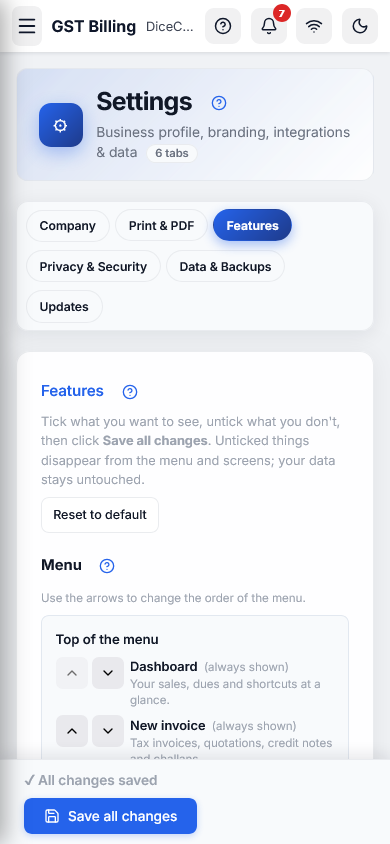 GST Billing DiceC... 7
Settings
Business profile, branding, integrations
& data 6 tabs
Company Print & PDF Features
Privacy & Security Data & Backups
Updates
Features
Tick what you want to see, untick what you don't,
then click Save all changes. Unticked things
disappear from the menu and screens; your data
stays untouched.
Reset to default
Menu
Use the arrows to change the order of the menu.
Top of the menu
Dashboard (always shown)
Your sales, dues and shortcuts at a
glance.
New invoice (always shown)
Tax invoices, quotations, credit notes
and challans
✓ All changes saved
Save all changes